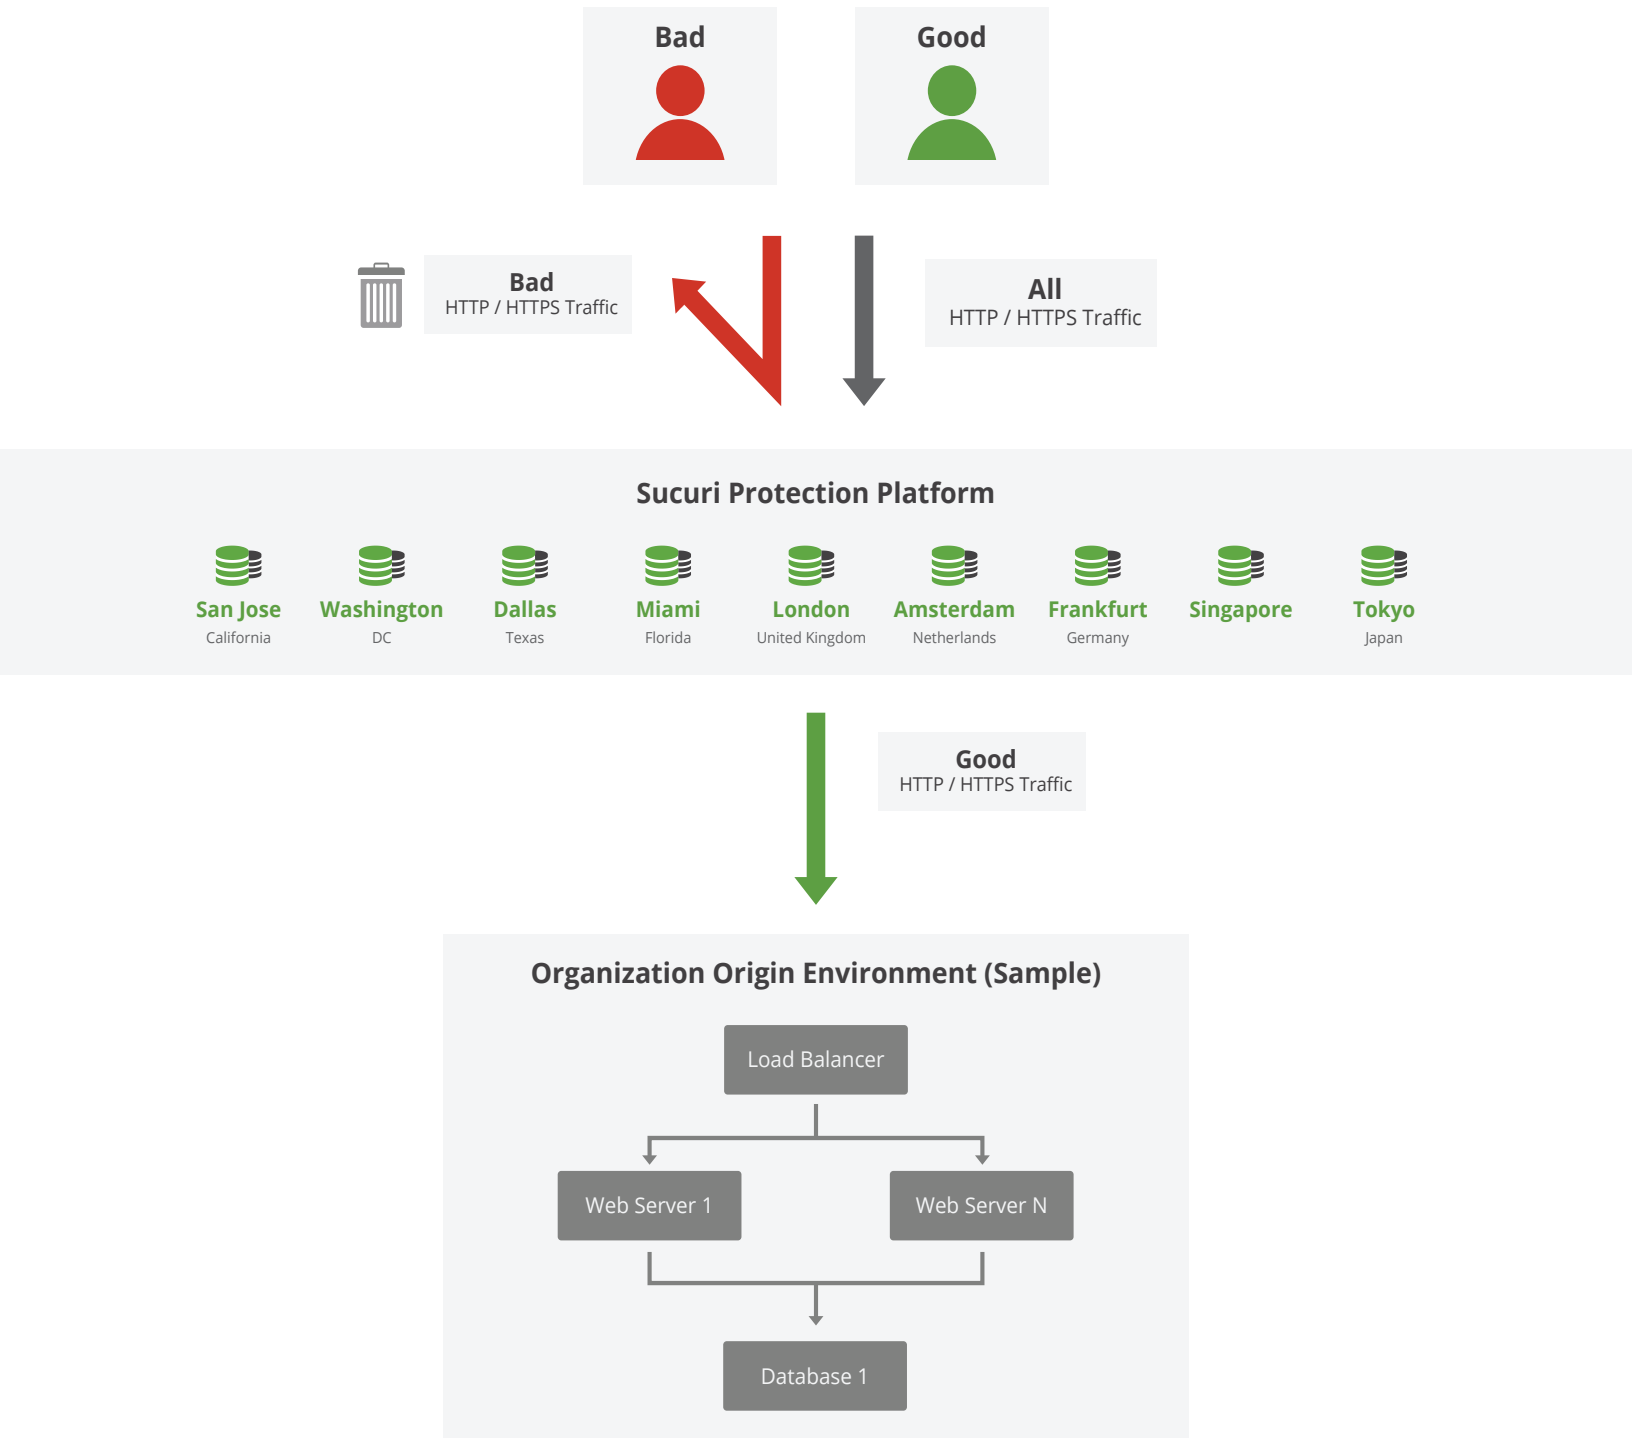 Bad
Good
Bad
HTTP / HTTPS Traffic
All
HTTP / HTTPS Traffic
Sucuri Protection Platform
San Jose
California
Washington
DC
Dallas
Texas
Miami
Florida
London
United Kingdom
Amsterdam
Netherlands
Frankfurt
Germany
Singapore
Tokyo
Japan
Good
HTTP / HTTPS Traffic
Organization Origin Environment (Sample)
Load Balancer
Web Server 1
Web Server N
Database 1